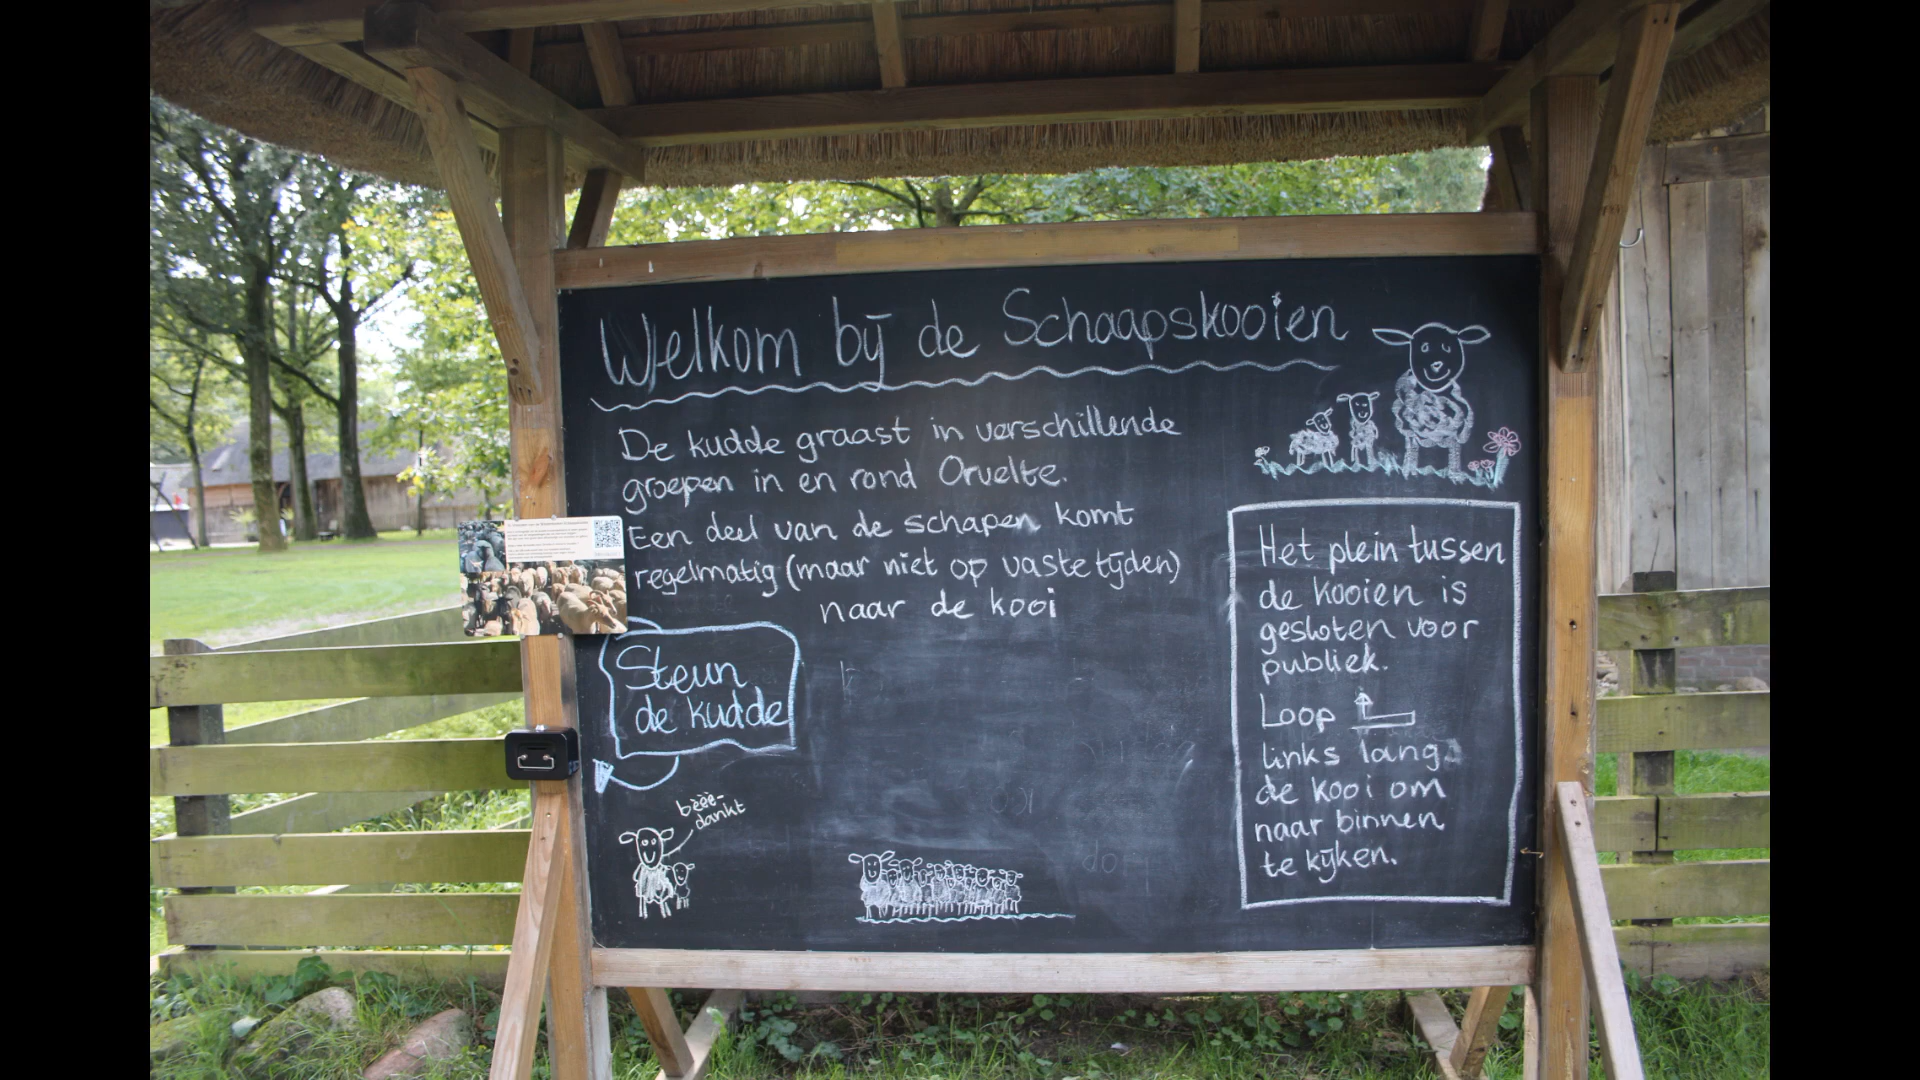 Welkom bij de Schaapskooien
De kudde graast in verschillende
groepen in en rond Orvelte.
Een deel van de schapen komt
regelmatig (maar niet op vaste tijden)
naar de kooi
Steun
de kudde
bèëë-
dankt
Het plein tussen
de kooien is
gesloten voor
publiek.
Loop
links lang
de kooi om
naar binnen
te kijken.